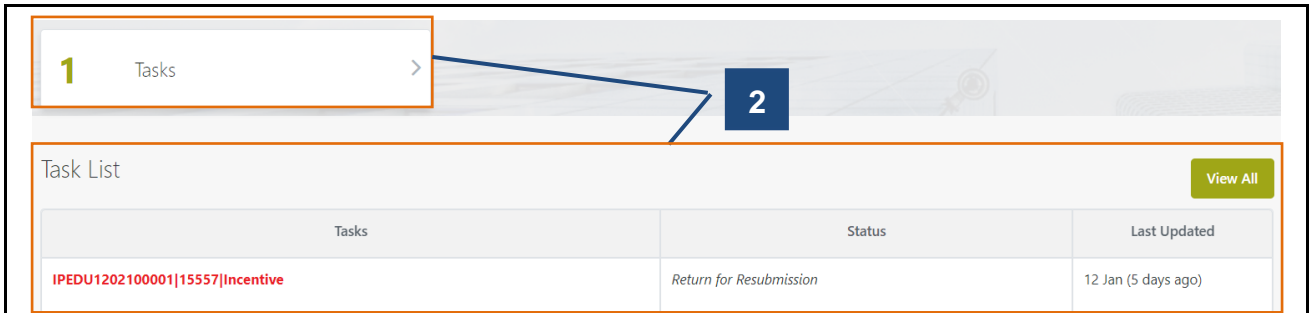 1 Tasks
2
Task List
View All
Tasks Status Last Updated
IPEDU1202100001|15557|Incentive Return for Resubmission 12 Jan (5 days ago)